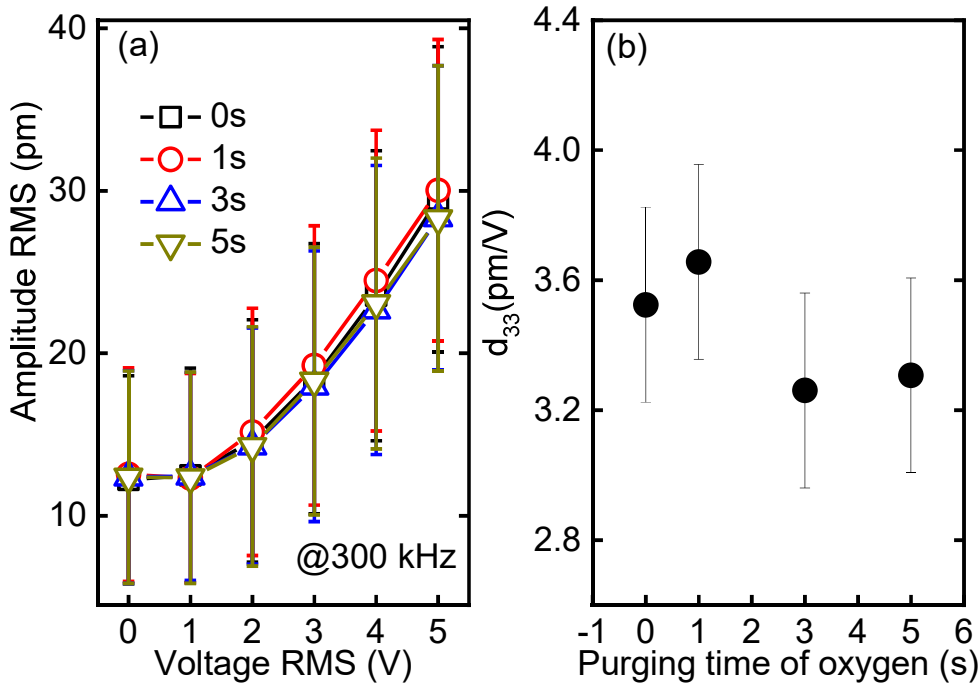 (a)
40
30
20
10
Amplitude RMS (pm)
0s
1s
3s
5s
@300 kHz
0 1 2 3 4 5
Voltage RMS (V)
(b)
4.4
4.0
3.6
3.2
2.8
d33(pm/V)
-1 0 1 2 3 4 5 6
Purging time of oxygen (s)